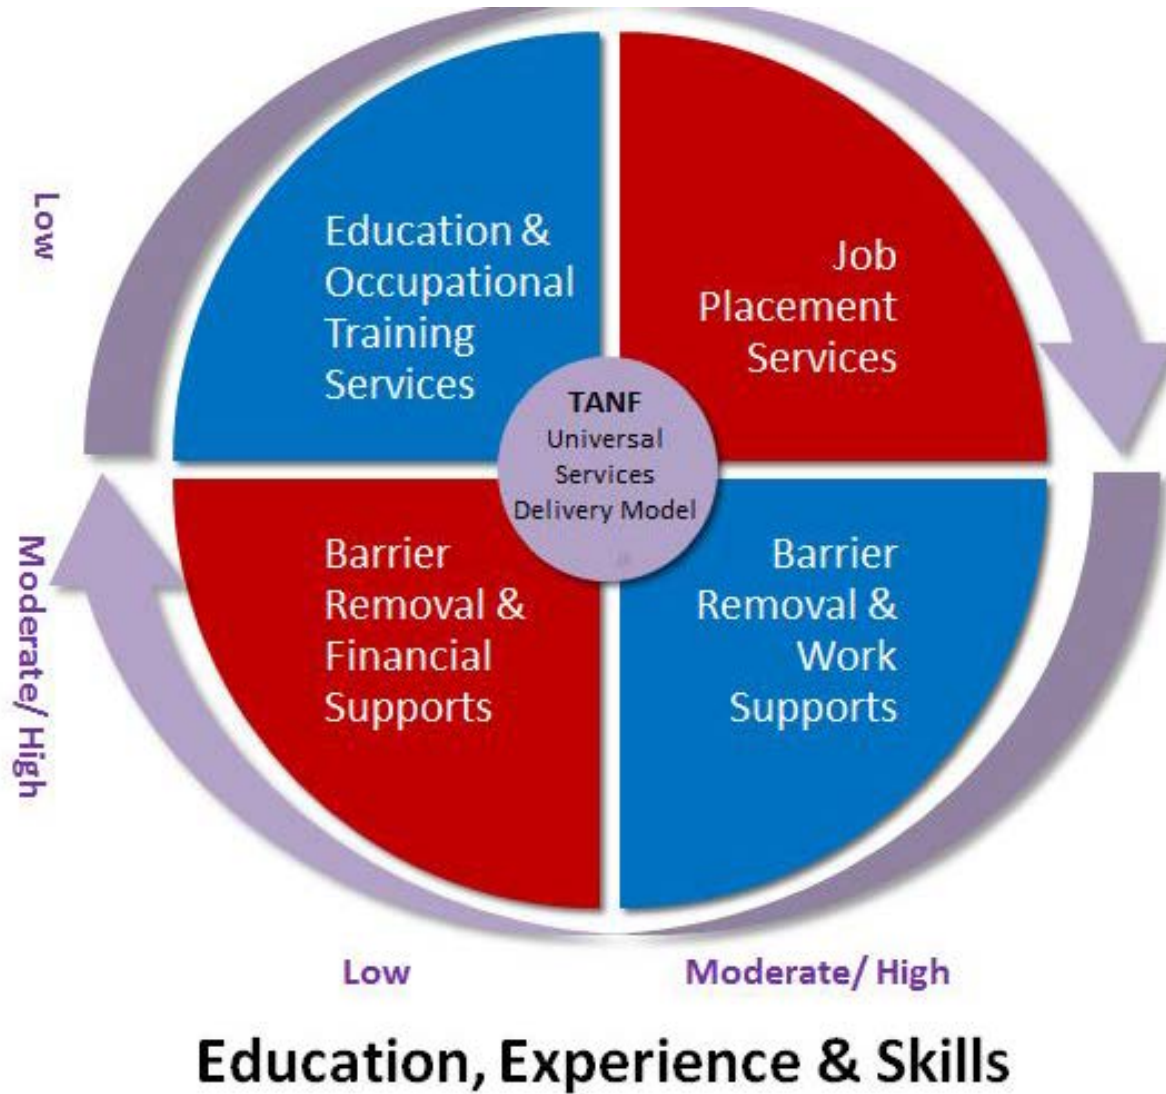 Low
Education &
Occupational
Training
Services
Job
Placement
Services
TANF
Universal
Services
Delivery Model
Moderate/ High
Barrier
Removal &
Financial
Supports
Barrier
Removal &
Work
Supports
Low
Moderate/ High
Education, Experience & Skills